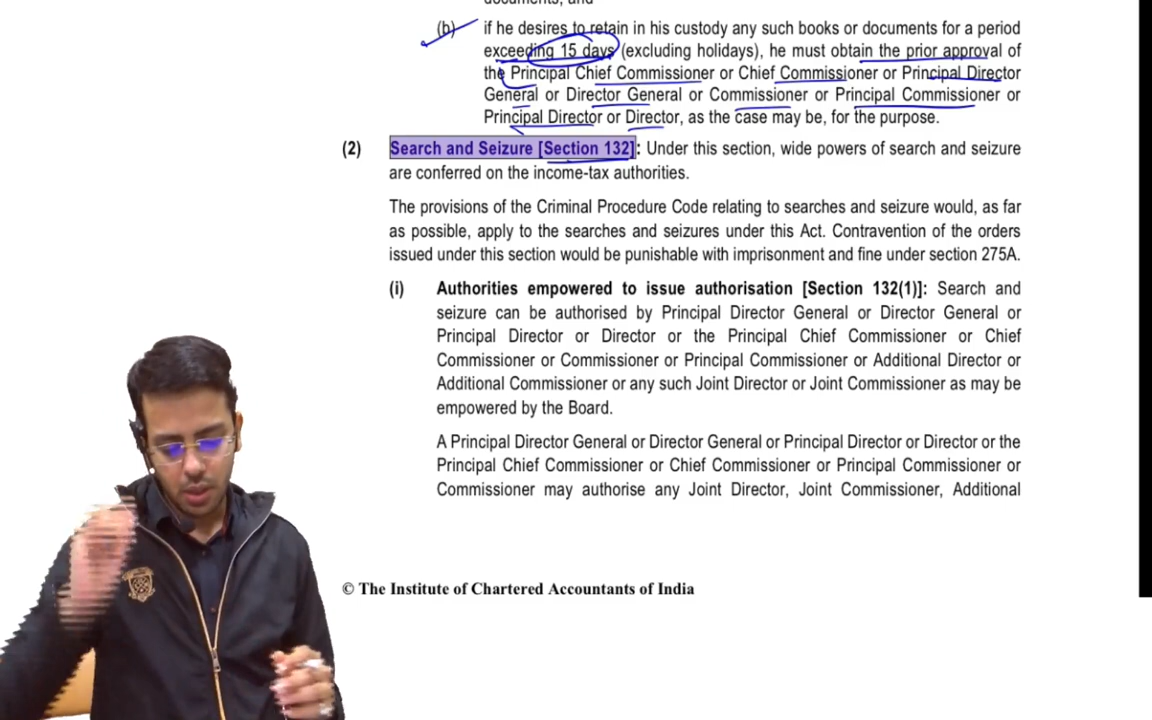 documents, and
(b) if he desires to retain in his custody any such books or documents for a period
exceeding 15 days (excluding holidays), he must obtain the prior approval of
the Principal Chief Commissioner or Chief Commissioner or Principal Director
General or Director General or Commissioner or Principal Commissioner or
Principal Director or Director, as the case may be, for the purpose.
(2) Search and Seizure [Section 132]: Under this section, wide powers of search and seizure
are conferred on the income-tax authorities.
The provisions of the Criminal Procedure Code relating to searches and seizure would, as far
as possible, apply to the searches and seizures under this Act. Contravention of the orders
issued under this section would be punishable with imprisonment and fine under section 275A.
(i) Authorities empowered to issue authorisation [Section 132(1)]: Search and
seizure can be authorised by Principal Director General or Director General or
Principal Director or Director or the Principal Chief Commissioner or Chief
Commissioner or Commissioner or Principal Commissioner or Additional Director or
Additional Commissioner or any such Joint Director or Joint Commissioner as may be
empowered by the Board.
A Principal Director General or Director General or Principal Director or Director or the
Principal Chief Commissioner or Chief Commissioner or Principal Commissioner or
Commissioner may authorise any Joint Director, Joint Commissioner, Additional
© The Institute of Chartered Accountants of India